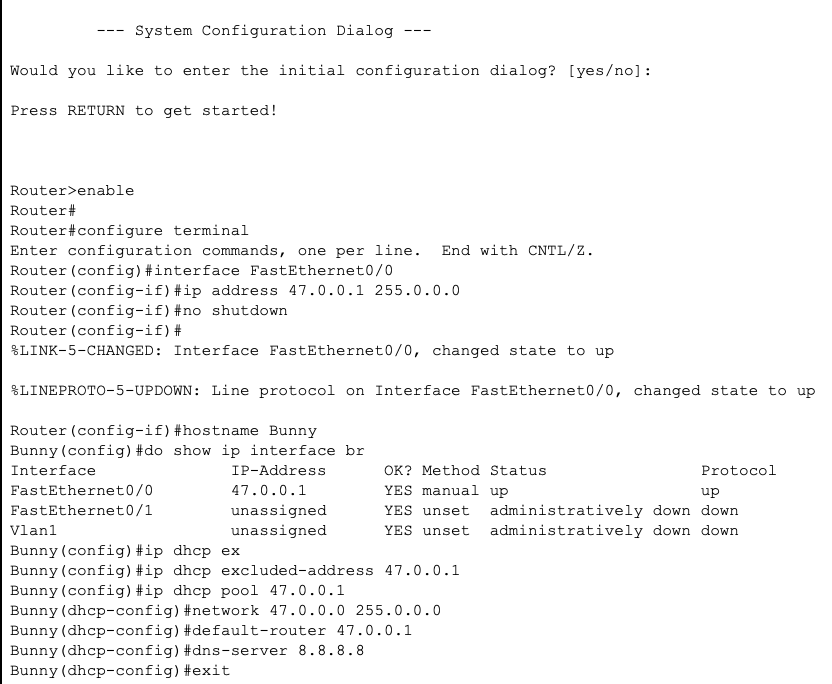 --- System Configuration Dialog ---
Would you like to enter the initial configuration dialog? [yes/no]:
Press RETURN to get started!
Router>enable
Router#
Router#configure terminal
Enter configuration commands, one per line.  End with CNTL/Z.
Router(config)#interface FastEthernet0/0
Router(config-if)#ip address 47.0.0.1 255.0.0.0
Router(config-if)#no shutdown
Router(config-if)#
%LINK-5-CHANGED: Interface FastEthernet0/0, changed state to up
%LINEPROTO-5-UPDOWN: Line protocol on Interface FastEthernet0/0, changed state to up
Router(config-if)#hostname Bunny
Bunny(config)#do show ip interface br
Interface              IP-Address      OK? Method Status                Protocol
FastEthernet0/0        47.0.0.1        YES manual up                    up
FastEthernet0/1        unassigned      YES unset  administratively down down
Vlan1                  unassigned      YES unset  administratively down down
Bunny(config)#ip dhcp ex
Bunny(config)#ip dhcp excluded-address 47.0.0.1
Bunny(config)#ip dhcp pool 47.0.0.1
Bunny(dhcp-config)#network 47.0.0.0 255.0.0.0
Bunny(dhcp-config)#default-router 47.0.0.1
Bunny(dhcp-config)#dns-server 8.8.8.8
Bunny(dhcp-config)#exit